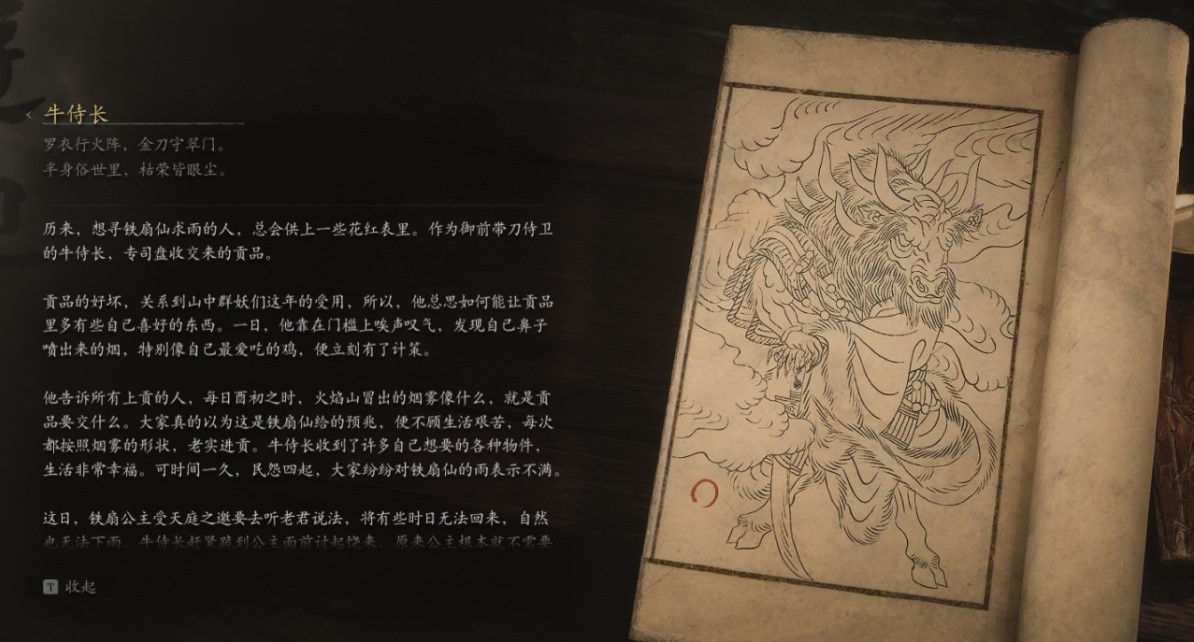 牛侍长
罗衣行火阵，金刀守翠门。
半身俗世里，枯荣皆眼尘。
历来，想寻铁扇仙求雨的人，总会供上一些花红表里。作为御前带刀侍卫
的牛侍长，专司盘收交来的贡品。
贡品的好坏，关系到山中群妖们这年的受用，所以，他总思如何能让贡品
里多有些自己喜好的东西。一日，他靠在门槛上唉声叹气，发现自己鼻子
喷出来的烟，特别像自己最爱吃的鸡，便立刻有了计策。
他告诉所有上贡的人，每日酉初之时，火焰山冒出的烟雾像什么，就是贡
品要交什么。大家真的以为这是铁扇仙给的预兆，便不顾生活艰苦，每次
都按照烟雾的形状，老实进贡。牛侍长收到了许多自己想要的各种物件，
生活非常幸福。可时间一久，民怨四起，大家纷纷对铁扇仙的雨表示不满。
这日，铁扇公主受天庭之邀要去听老君说法，将有些时日无法回来，自然
也无法下雨。牛侍长赶紧跪到公主面前讨起饶来，原来公主根本就不需要
T 收起